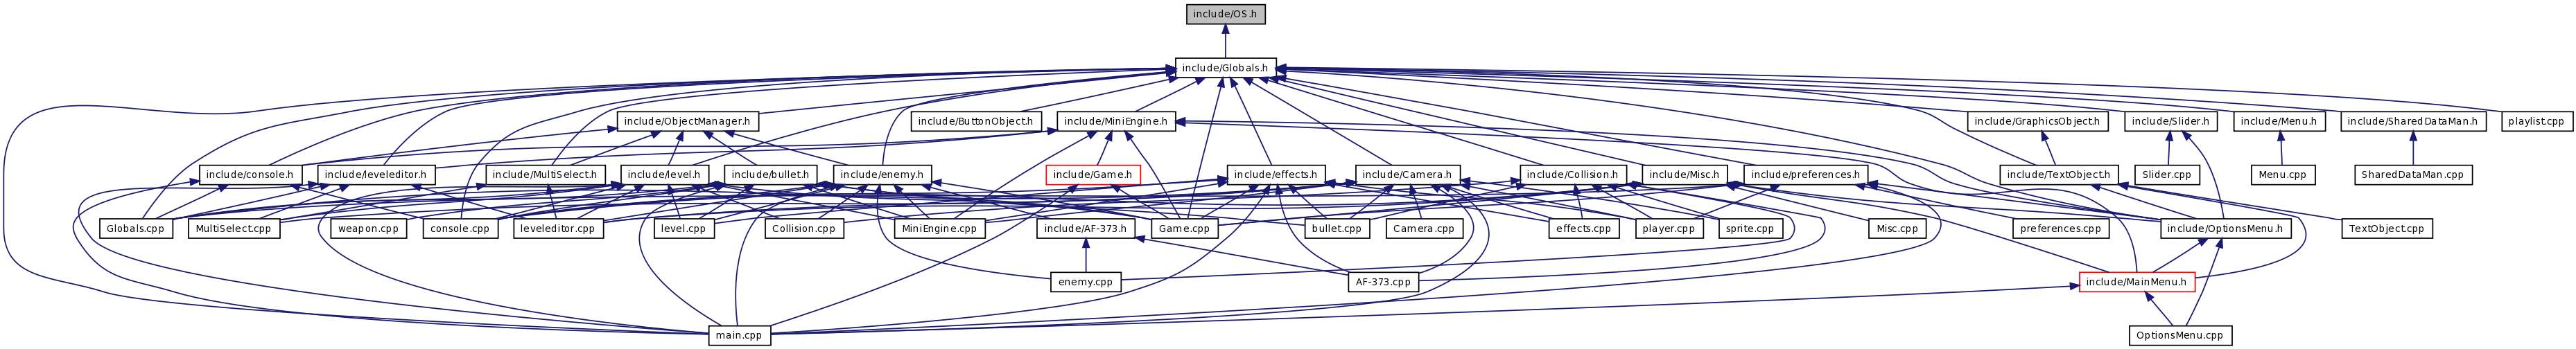 include/OS.h
include/Globals.h
include/ObjectManager.h
include/ButtonObject.h
include/MiniEngine.h
include/GraphicsObject.h
include/Slider.h
include/Menu.h
include/SharedDataMan.h
playlist.cpp
include/console.h
include/leveleditor.h
include/MultiSelect.h
include/level.h
include/bullet.h
include/enemy.h
include/Game.h
include/effects.h
include/Camera.h
include/Collision.h
include/Misc.h
include/preferences.h
include/TextObject.h
Slider.cpp
Menu.cpp
SharedDataMan.cpp
Globals.cpp
MultiSelect.cpp
weapon.cpp
console.cpp
leveleditor.cpp
level.cpp
Collision.cpp
MiniEngine.cpp
include/AF-373.h
Game.cpp
bullet.cpp
Camera.cpp
effects.cpp
player.cpp
sprite.cpp
Misc.cpp
preferences.cpp
include/OptionsMenu.h
TextObject.cpp
enemy.cpp
AF-373.cpp
include/MainMenu.h
main.cpp
OptionsMenu.cpp